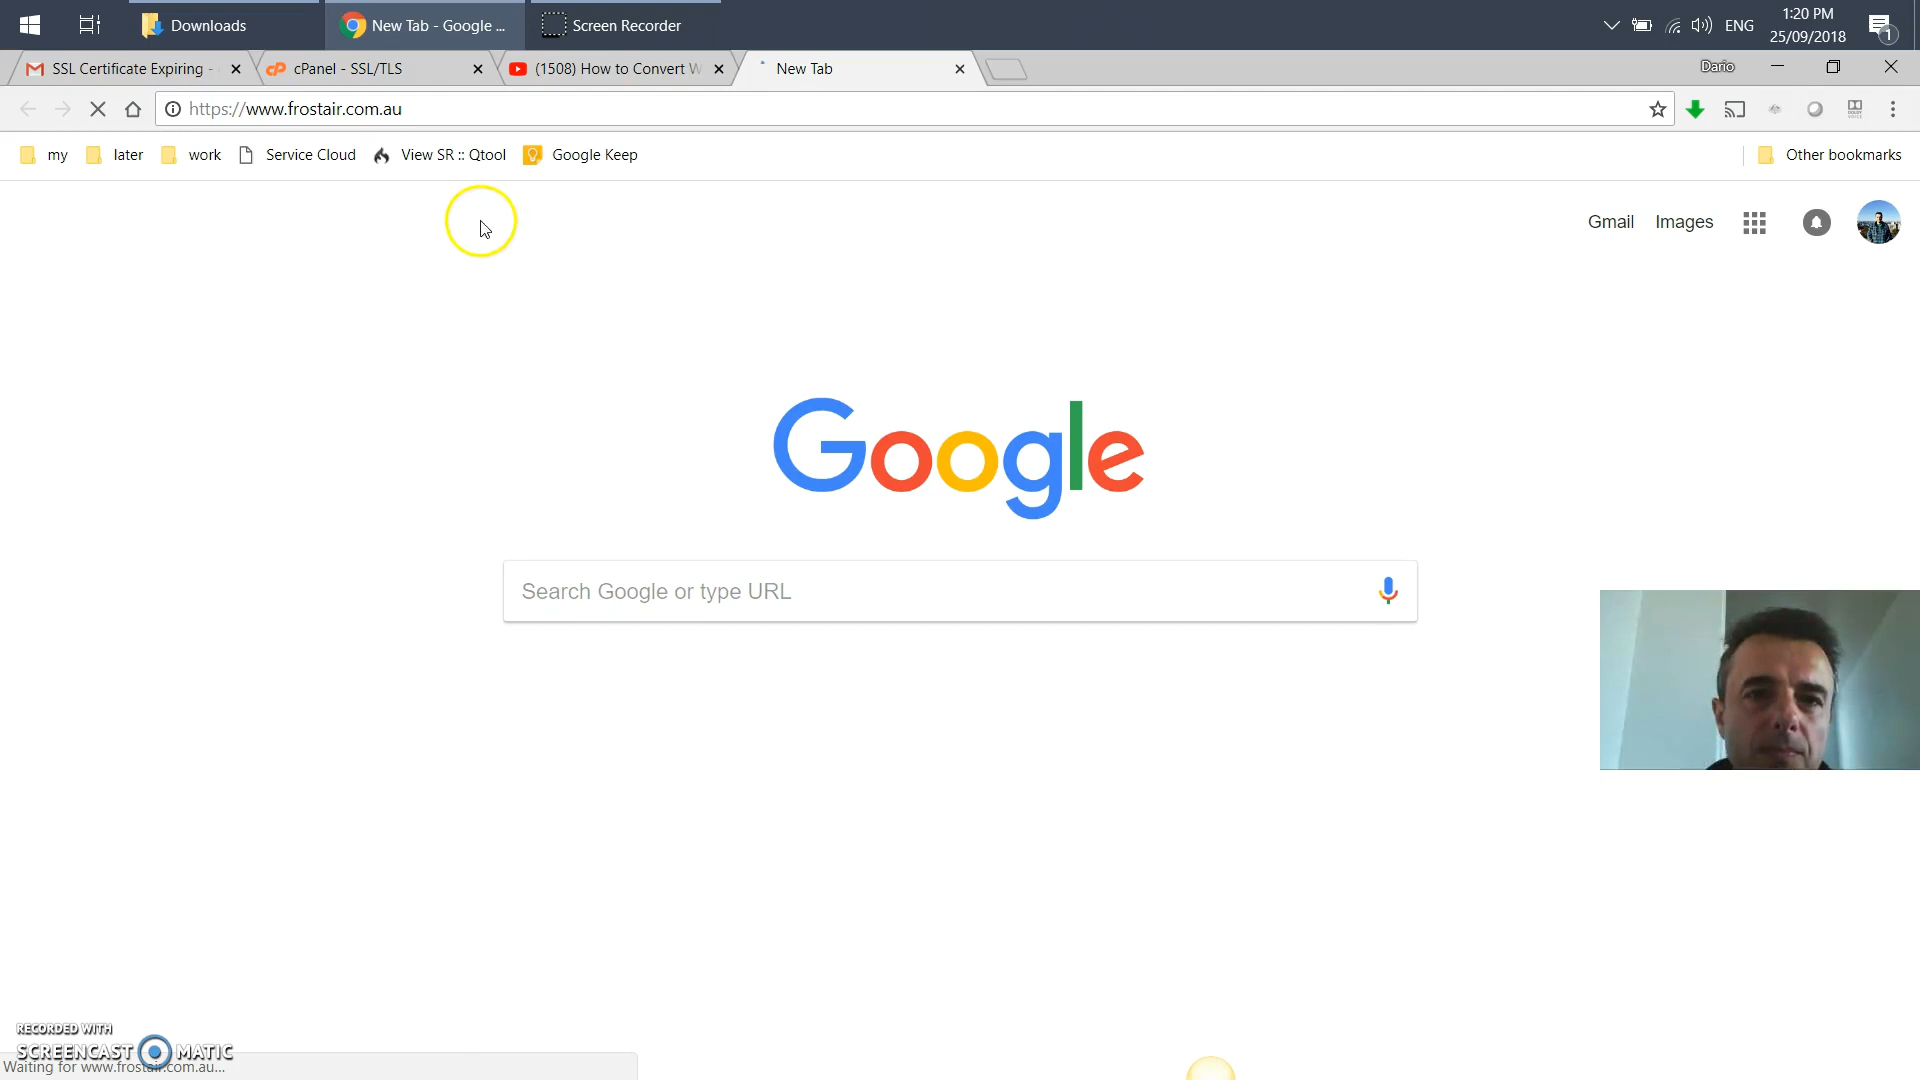 Downloads
New Tab - Google ...
Screen Recorder
ENG
1:20 PM
25/09/2018
1
SSL Certificate Expiring -
cPanel - SSL/TLS
(1508) How to Convert W
New Tab
Dario
https://www.frostair.com.au
my
later
work
Service Cloud
View SR :: Qtool
Google Keep
Other bookmarks
Gmail
Images
Google
Search Google or type URL
RECORDED WITH
SCREENCAST MATIC
Waiting for www.frostair.com.au...